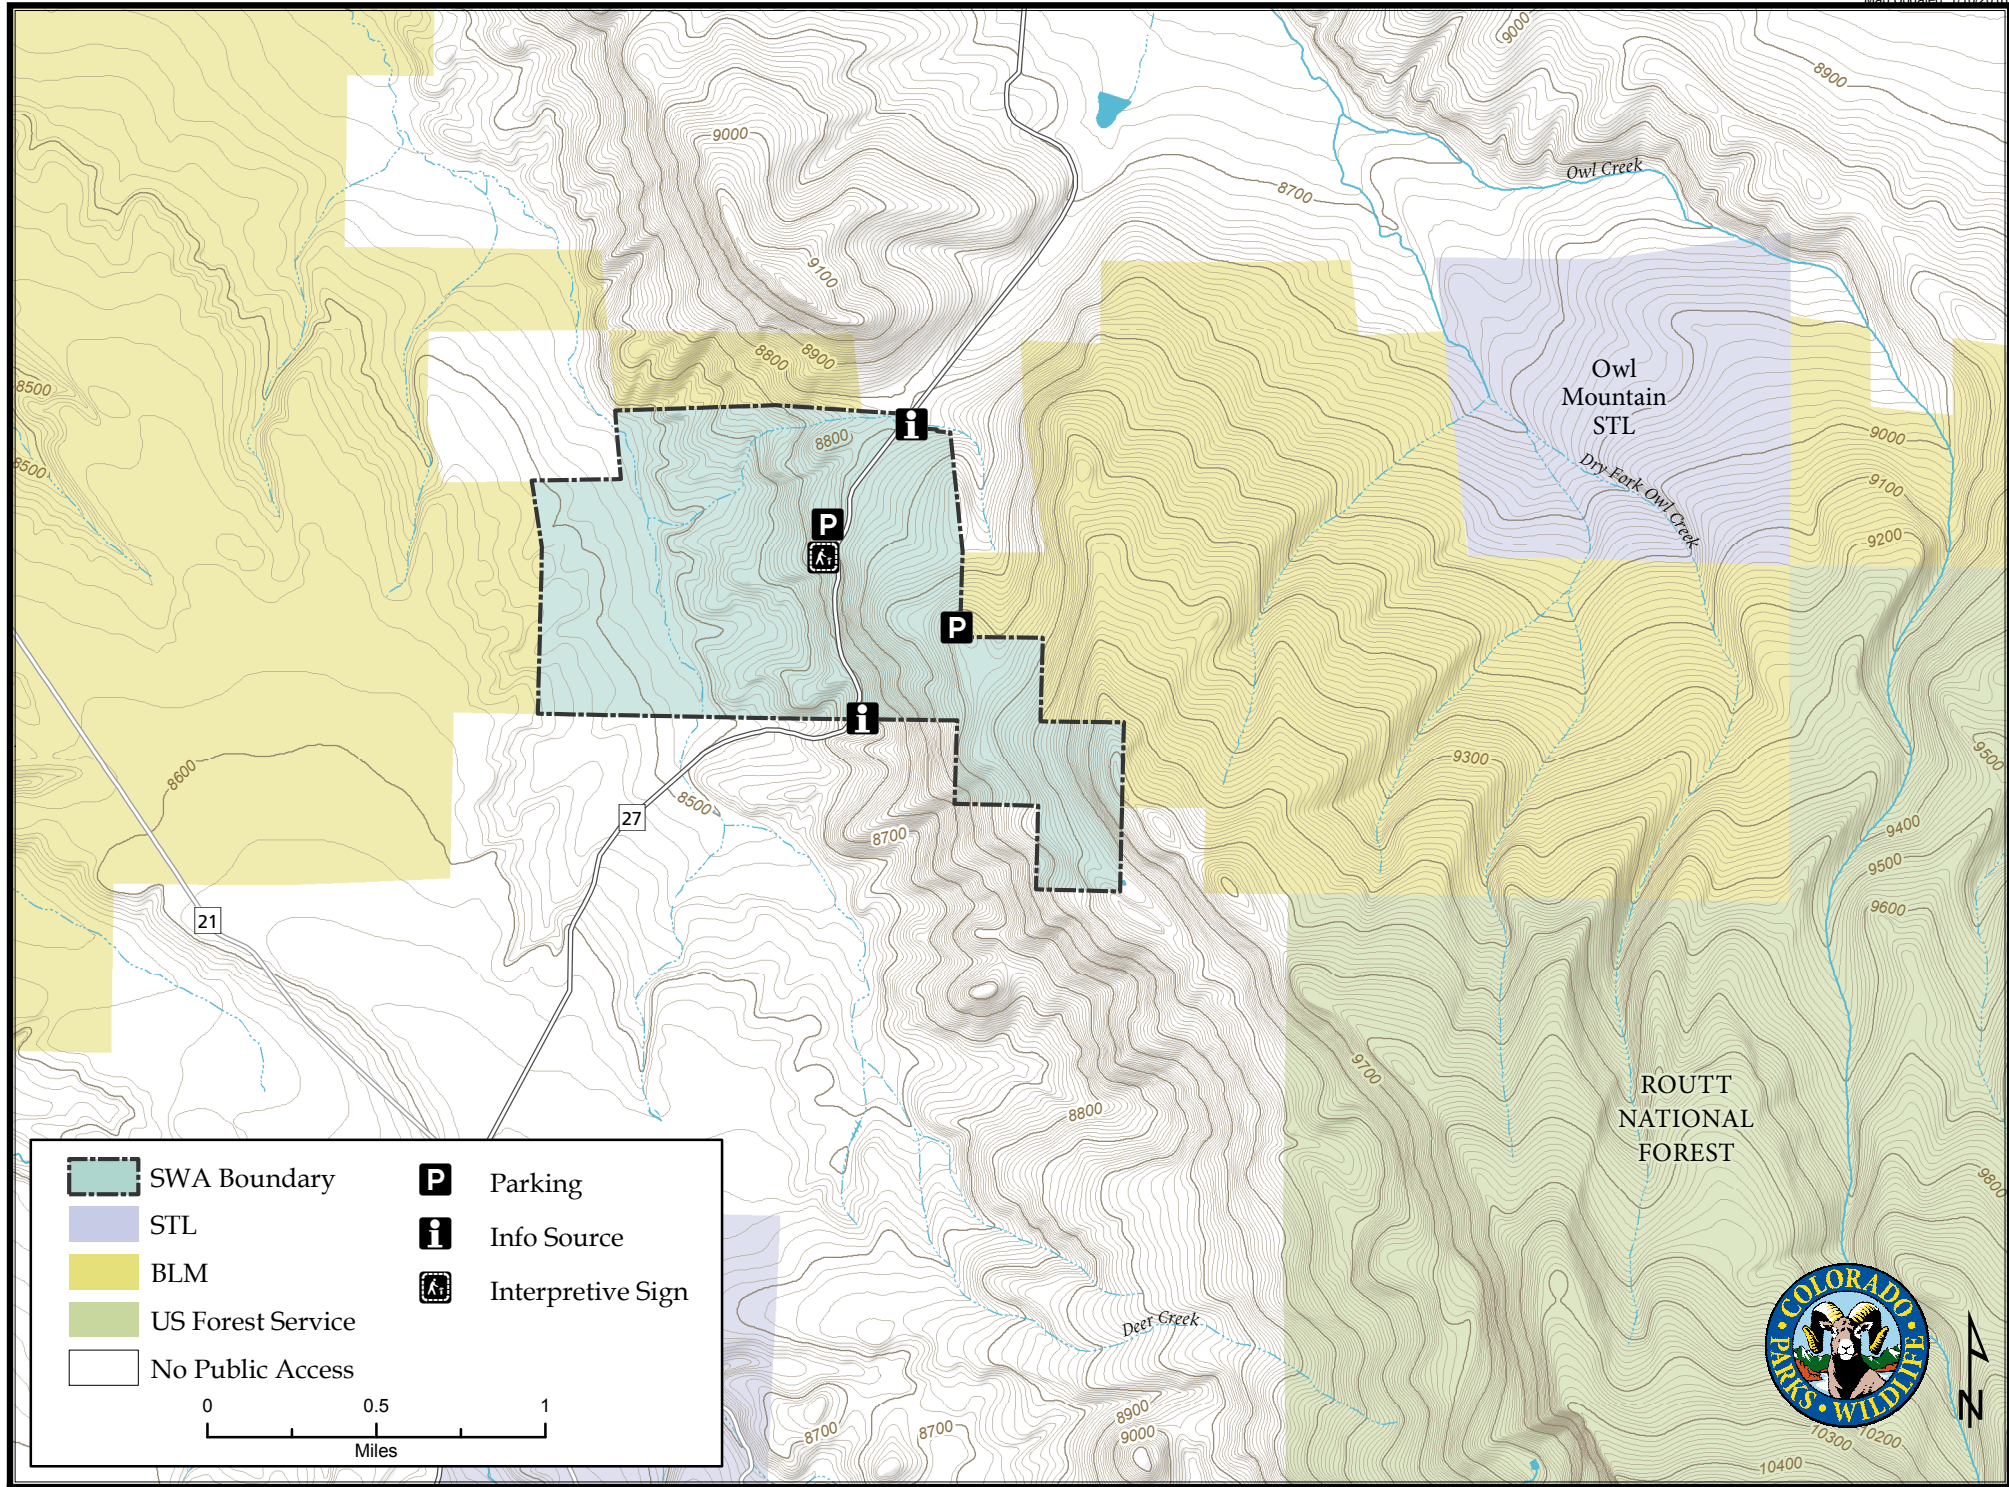 9000
8900
Owl Creek
9000
8700
9100
8800
8900
8500
Owl
Mountain
STL
8800
9000
8500
Dry Fork Owl Creek
9100
P
9200
P
9500
8600
9300
8500
27
8700
9400
9500
21
9600
9700
ROUTT
NATIONAL
FOREST
8800
9800
SWA Boundary
P
Parking
STL
i
Info Source
BLM
Interpretive Sign
US Forest Service
No Public Access
0
0.5
1
Miles
Deer Creek
COLORADO
PARKS • WILDLIFE
N
8700
8700
8900
9000
10300
10200
10400